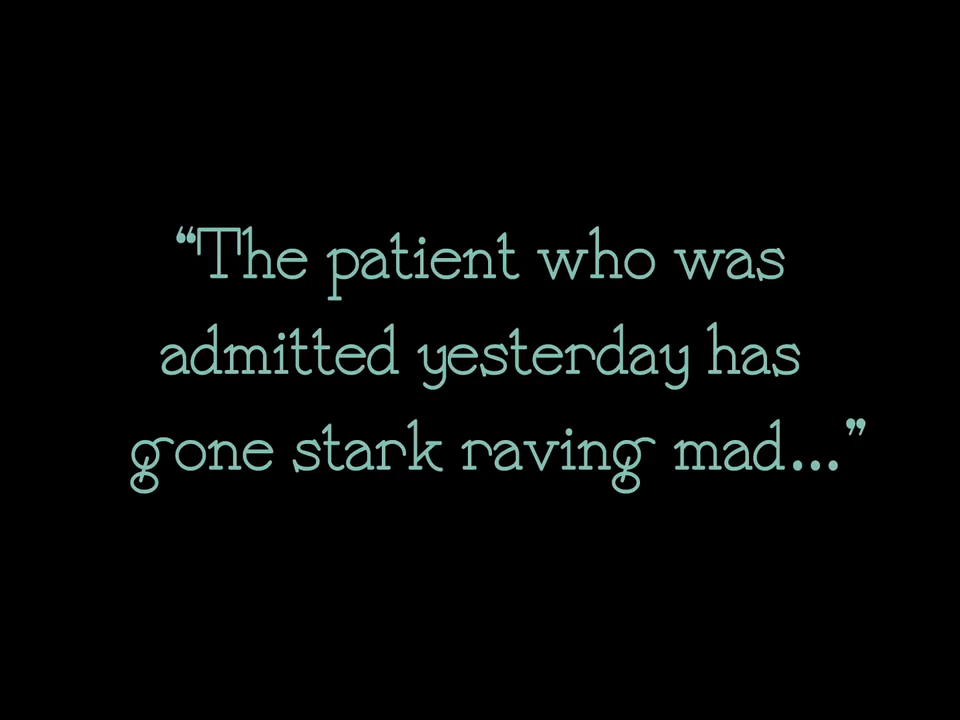 “The patient who was
admitted yesterday has
gone stark raving mad...”